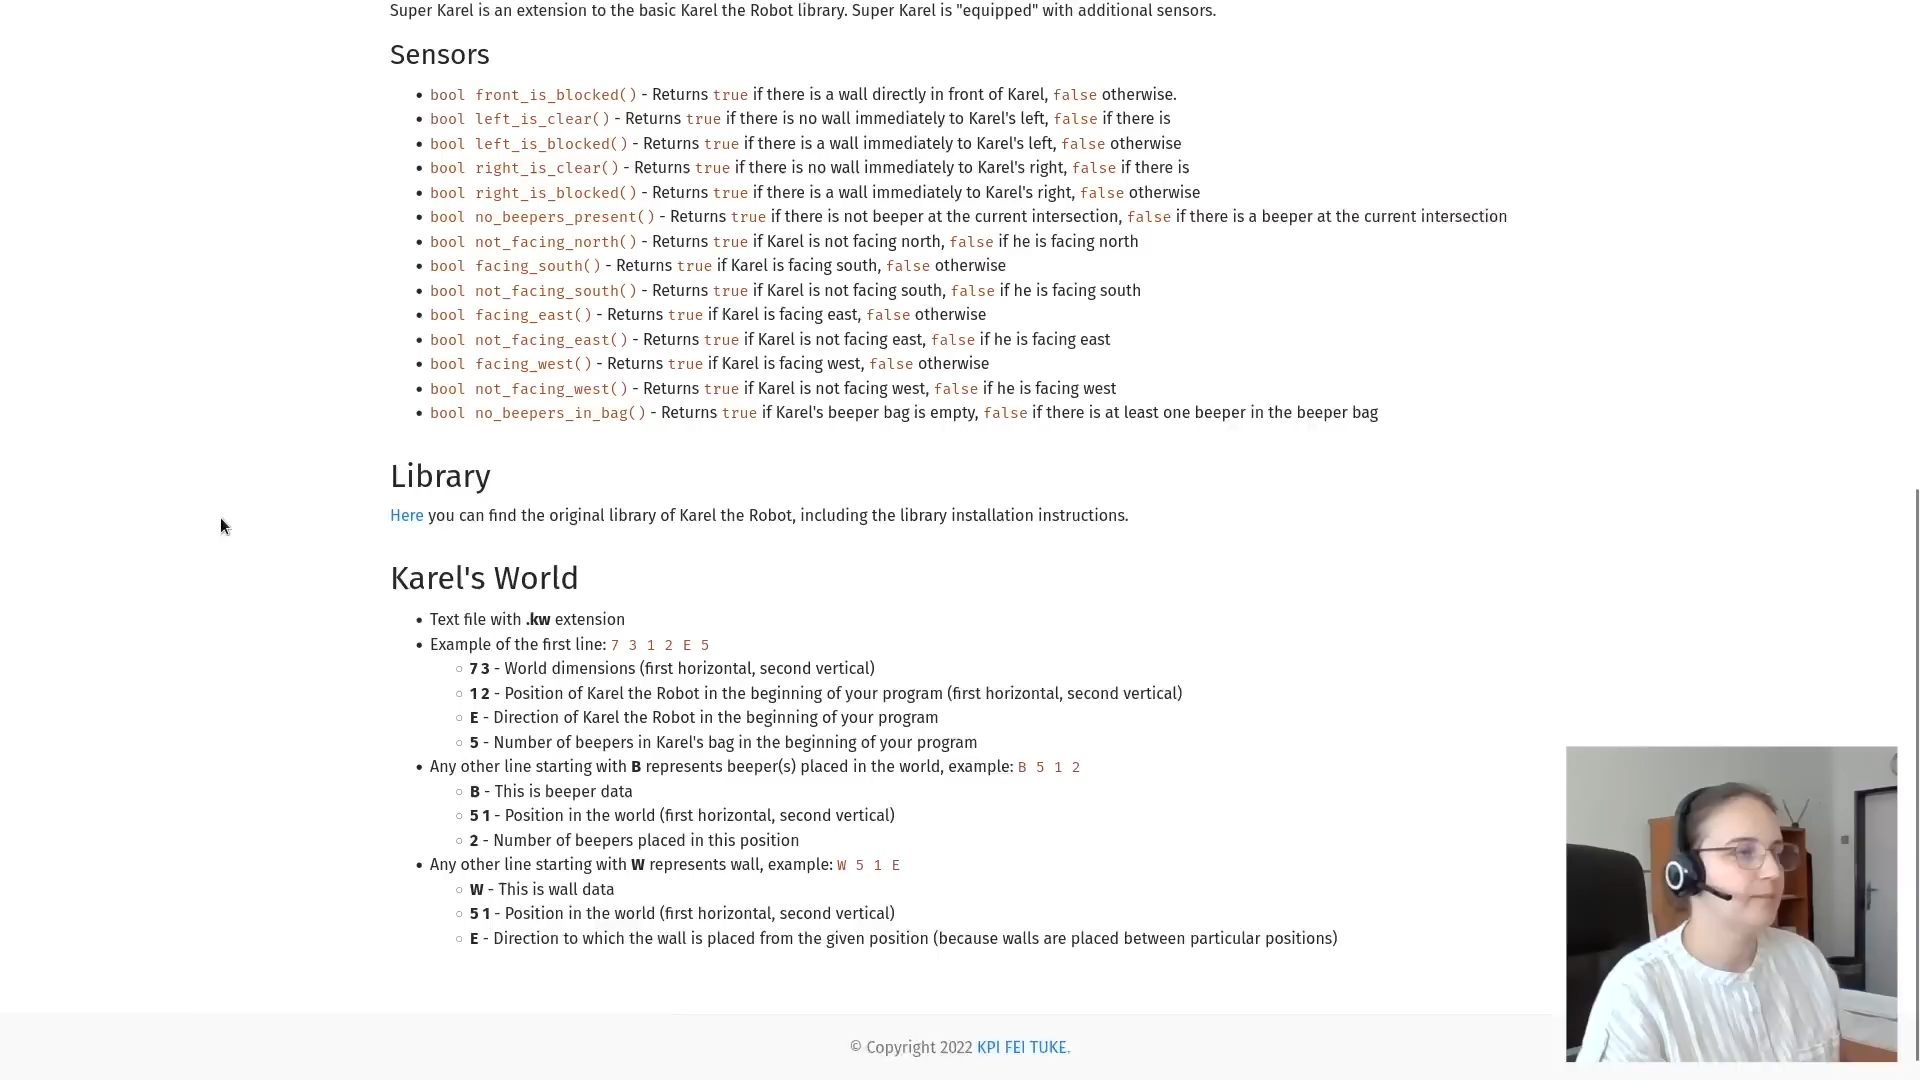 Super Karel is an extension to the basic Karel the Robot library. Super Karel is "equipped" with additional sensors.
Sensors
bool front_is_blocked() - Returns true if there is a wall directly in front of Karel, false otherwise.
bool left_is_clear() - Returns true if there is no wall immediately to Karel's left, false if there is
bool left_is_blocked() - Returns true if there is a wall immediately to Karel's left, false otherwise
bool right_is_clear() - Returns true if there is no wall immediately to Karel's right, false if there is
bool right_is_blocked() - Returns true if there is a wall immediately to Karel's right, false otherwise
bool no_beepers_present() - Returns true if there is not beeper at the current intersection, false if there is a beeper at the current intersection
bool not_facing_north() - Returns true if Karel is not facing north, false if he is facing north
bool facing_south() - Returns true if Karel is facing south, false otherwise
bool not_facing_south() - Returns true if Karel is not facing south, false if he is facing south
bool facing_east() - Returns true if Karel is facing east, false otherwise
bool not_facing_east() - Returns true if Karel is not facing east, false if he is facing east
bool facing_west() - Returns true if Karel is facing west, false otherwise
bool not_facing_west() - Returns true if Karel is not facing west, false if he is facing west
bool no_beepers_in_bag() - Returns true if Karel's beeper bag is empty, false if there is at least one beeper in the beeper bag
Library
Here you can find the original library of Karel the Robot, including the library installation instructions.
Karel's World
Text file with .kw extension
Example of the first line: 7 3 1 2 E 5
7 3 - World dimensions (first horizontal, second vertical)
1 2 - Position of Karel the Robot in the beginning of your program (first horizontal, second vertical)
E - Direction of Karel the Robot in the beginning of your program
5 - Number of beepers in Karel's bag in the beginning of your program
Any other line starting with B represents beeper(s) placed in the world, example: B 5 1 2
B - This is beeper data
5 1 - Position in the world (first horizontal, second vertical)
2 - Number of beepers placed in this position
Any other line starting with W represents wall, example: W 5 1 E
W - This is wall data
5 1 - Position in the world (first horizontal, second vertical)
E - Direction to which the wall is placed from the given position (because walls are placed between particular positions)
© Copyright 2022 KPI FEI TUKE.